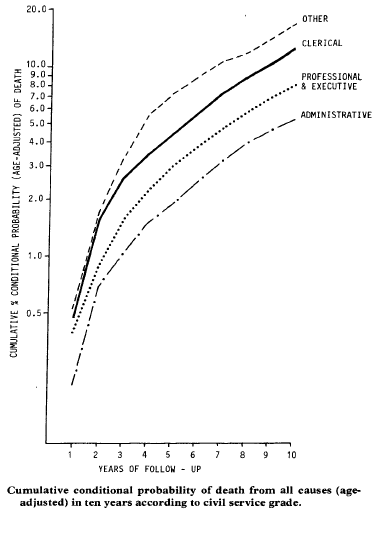 20.0
10.0
9.0
8.0
7.0
6.0
5.0
4.0
3.0
2.0
1.0
0.5
CUMULATIVE % CONDITIONAL PROBABILITY (AGE-ADJUSTED) OF DEATH
OTHER
CLERICAL
PROFESSIONAL
& EXECUTIVE
ADMINISTRATIVE
1 2 3 4 5 6 7 8 9 10
YEARS OF FOLLOW - UP
Cumulative conditional probability of death from all causes (age-
adjusted) in ten years according to civil service grade.